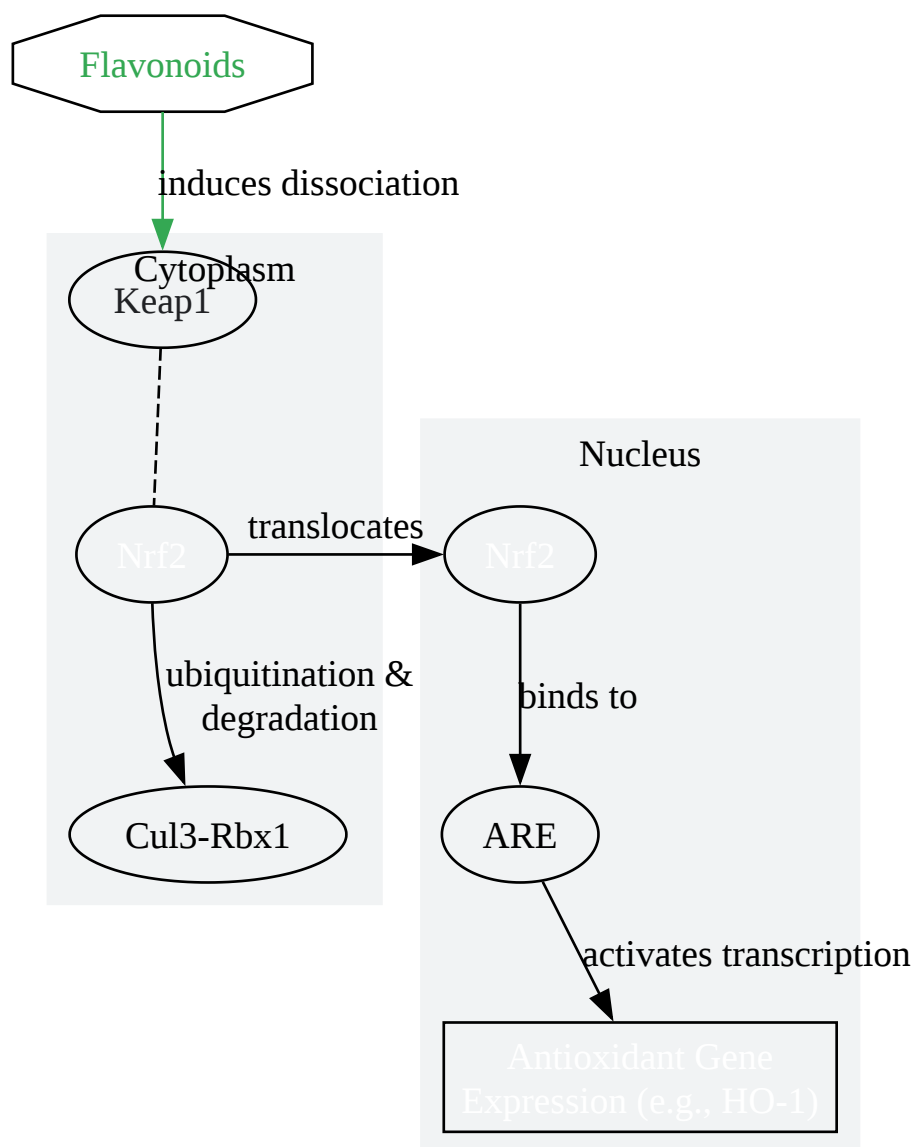 Flavonoids
induces dissociation
Cytoplasm
Keap1
Nucleus
translocates
Nrf2
Nrf2
ubiquitination &
degradation
binds to
Cul3-Rbx1
ARE
activates transcription
Antioxidant Gene
Expression (e.g., HO-1)